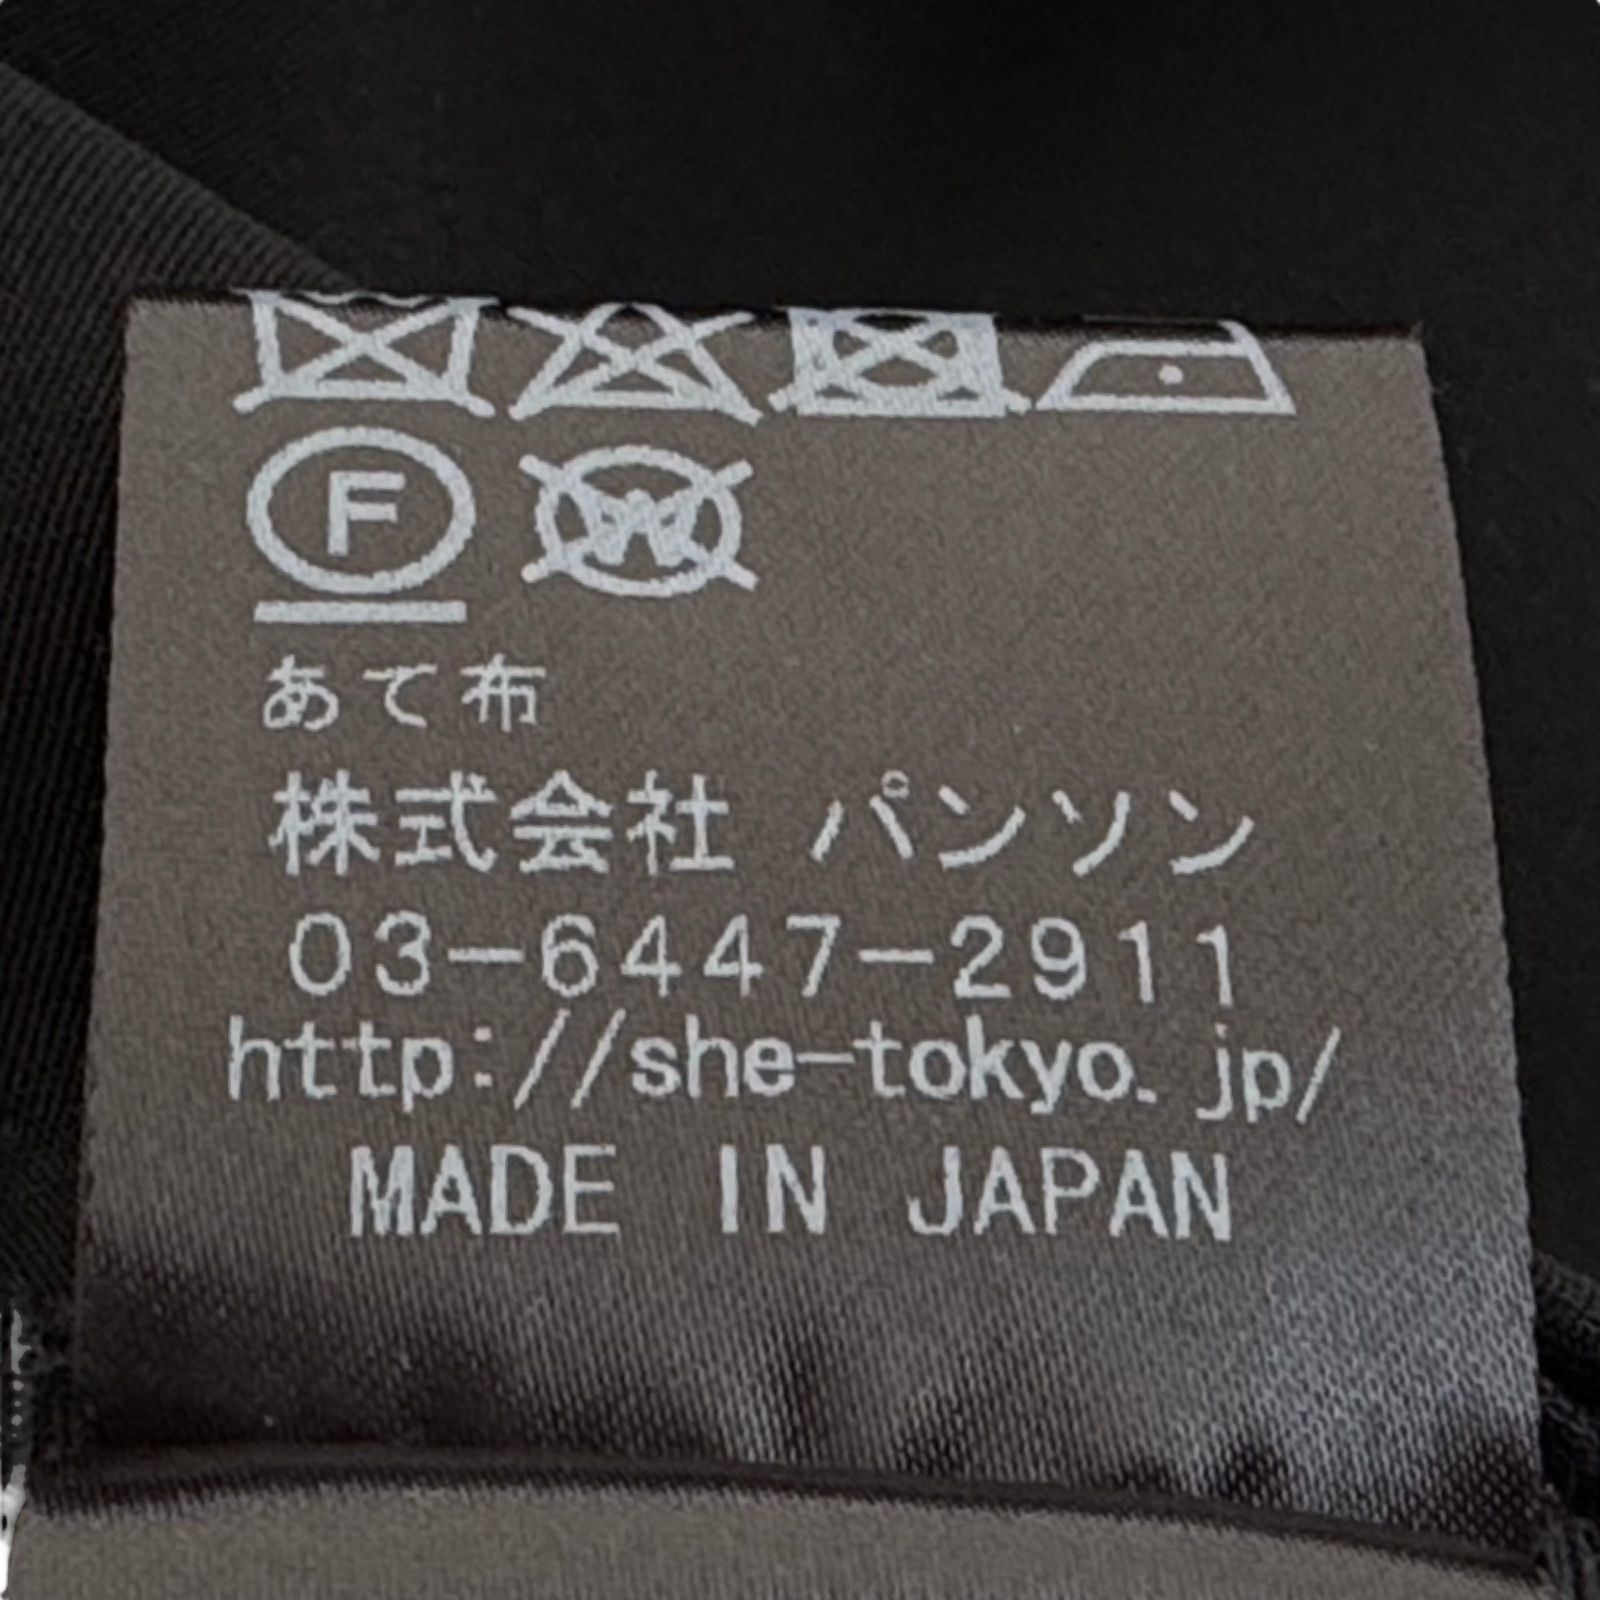 F W
あて布
株式会社 パンソン
03-6447-2911
http://she-tokyo.jp/
MADE IN JAPAN